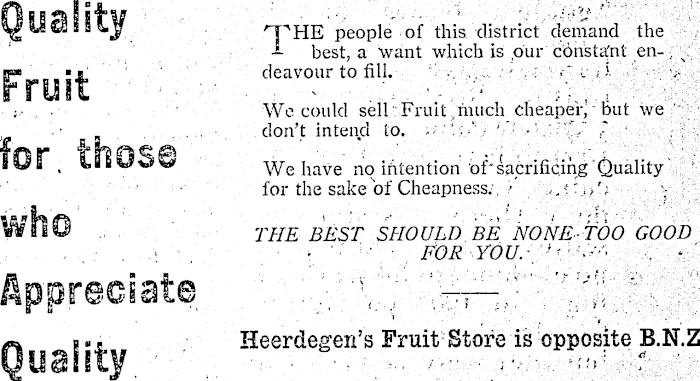 Quality
Fruit
for those
who
Appreciate
Quality
THE people of this district demand the
best, a want which is our constant en-
deavour to fill.
We could sell Fruit much cheaper, but we
don't intend to.
We have no intention of sacrificing Quality
for the sake of Cheapness.
THE BEST SHOULD BE NONE TOO GOOD
FOR YOU.
Heerdegen's Fruit Store is opposite B.N.Z